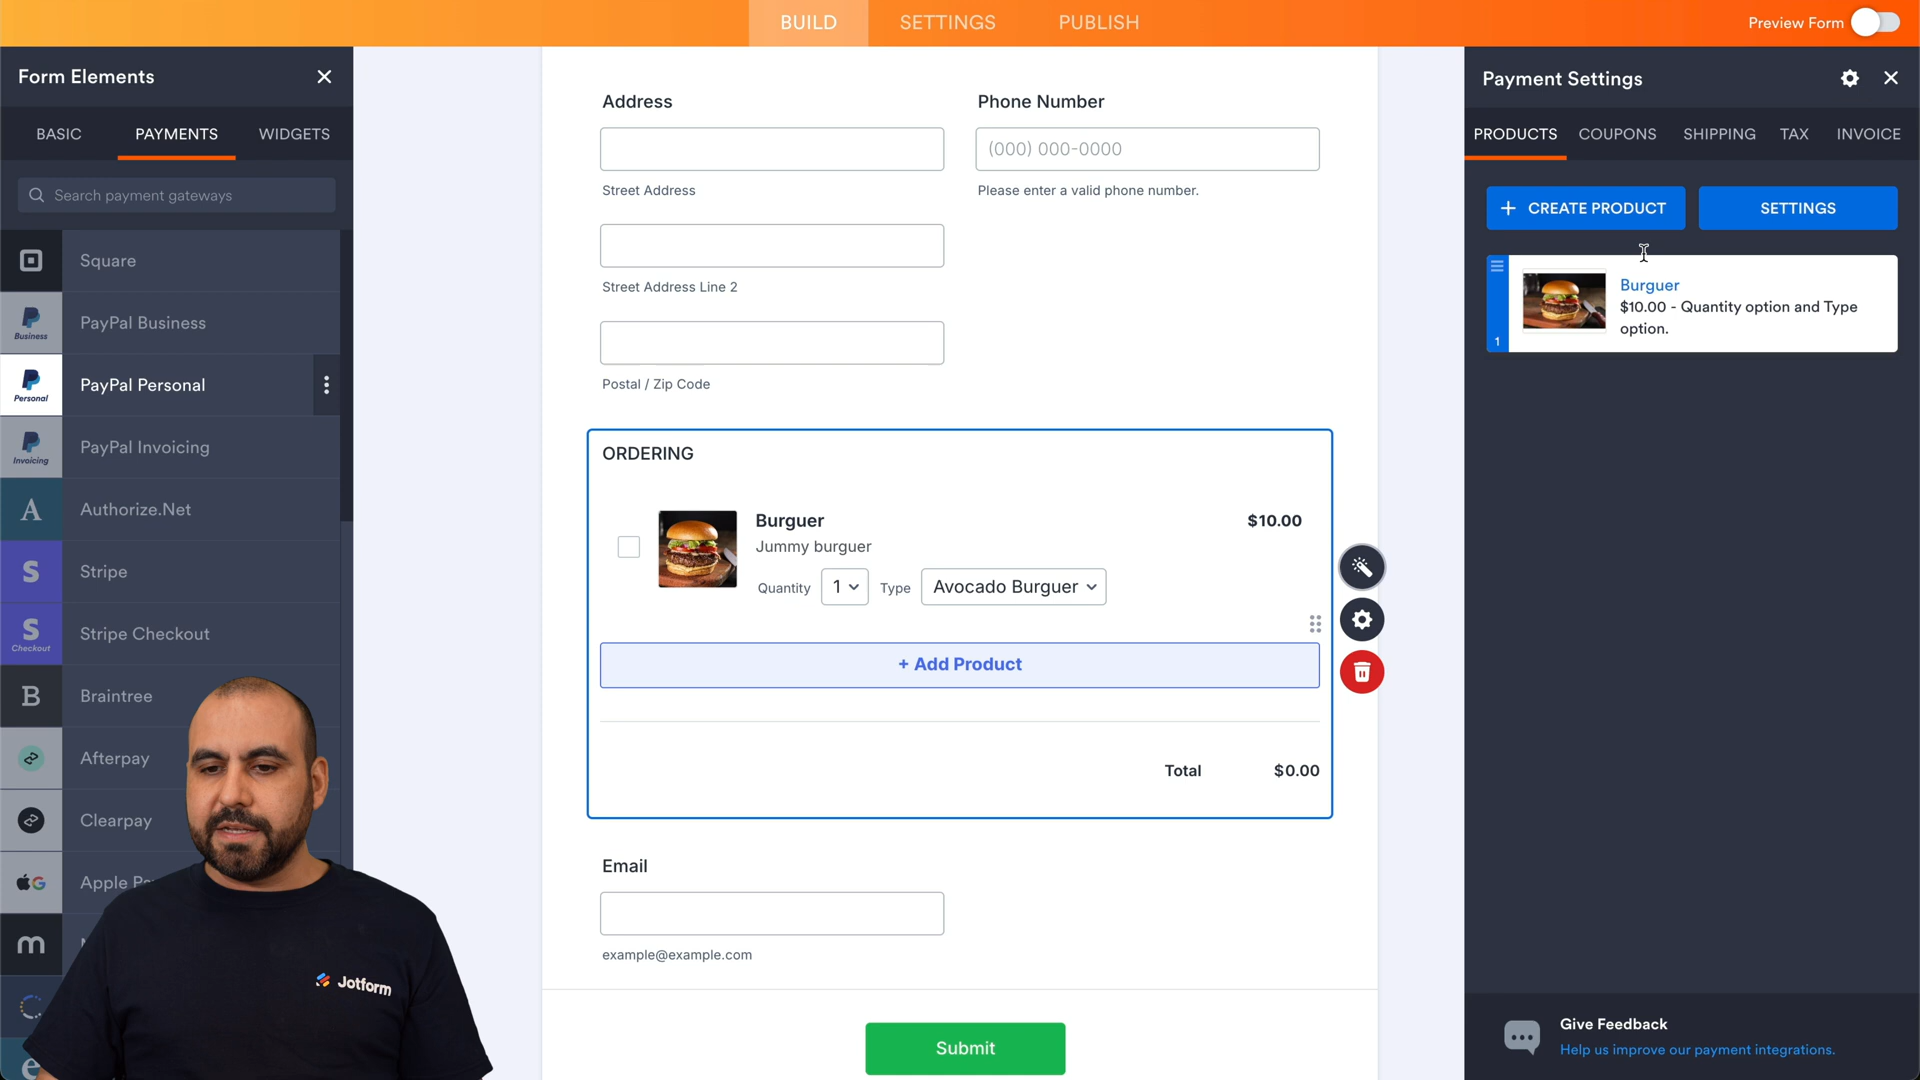 BUILD
SETTINGS
PUBLISH
Preview Form
Form Elements
BASIC
PAYMENTS
WIDGETS
Search payment gateways
Square
Business
PayPal Business
Personal
PayPal Personal
Invoicing
PayPal Invoicing
A
Authorize.Net
S
Stripe
S
Checkout
Stripe Checkout
B
Braintree
Afterpay
Clearpay
G
Apple
m
Jotform
Address
Phone Number
(000) 000-0000
Street Address
Please enter a valid phone number.
Street Address Line 2
Postal / Zip Code
ORDERING
Burguer
$10.00
Jummy burguer
Quantity
1
Type
Avocado Burguer
+ Add Product
Total
$0.00
Email
example@example.com
Submit
Payment Settings
PRODUCTS
COUPONS
SHIPPING
TAX
INVOICE
+ CREATE PRODUCT
SETTINGS
1
Burguer
$10.00 - Quantity option and Type
option.
Give Feedback
Help us improve our payment integrations.